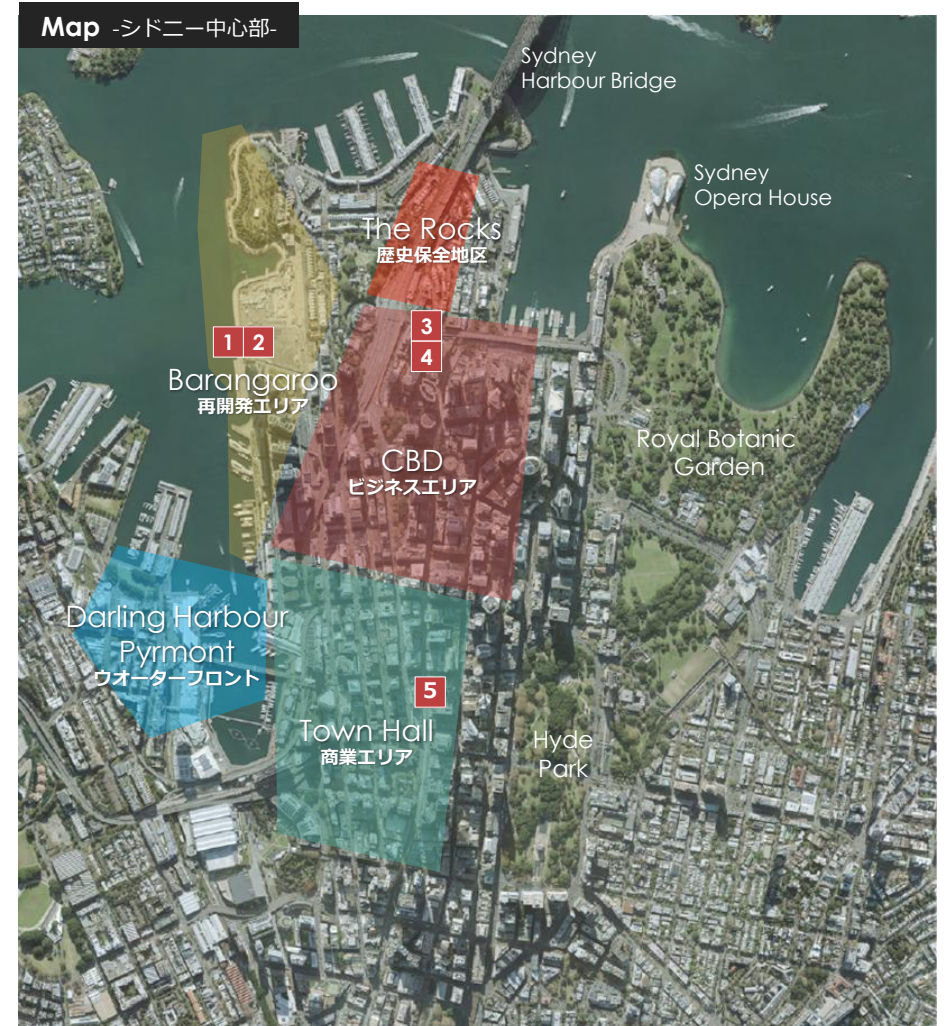 Map -シドニー中心部-
Sydney
Harbour Bridge
Sydney
Opera House
The Rocks
歴史保全地区
1 2
3
4
Barangaroo
再開発エリア
Royal Botanic
Garden
CBD
ビジネスエリア
Darling Harbour
Pyrmont
ウオーターフロント
5
Town Hall
商業エリア
Hyde
Park